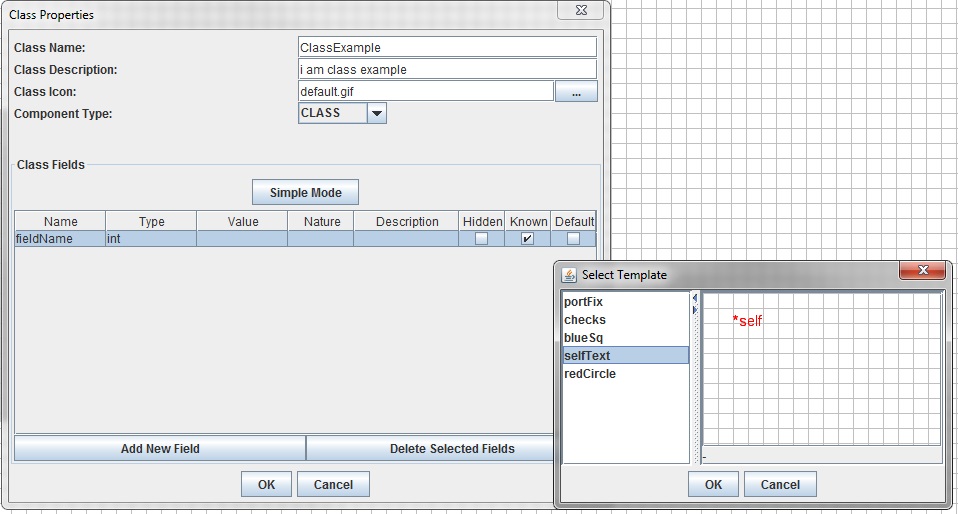 Class Properties
Class Name: ClassExample
Class Description: i am class example
Class Icon: default.gif ...
Component Type: CLASS
Class Fields
Simple Mode
Name Type Value Nature Description Hidden Known Default
fieldName int
Add New Field Delete Selected Fields
OK Cancel
Select Template
portFix
checks
blueSq
selfText
redCircle
*self
-
OK Cancel